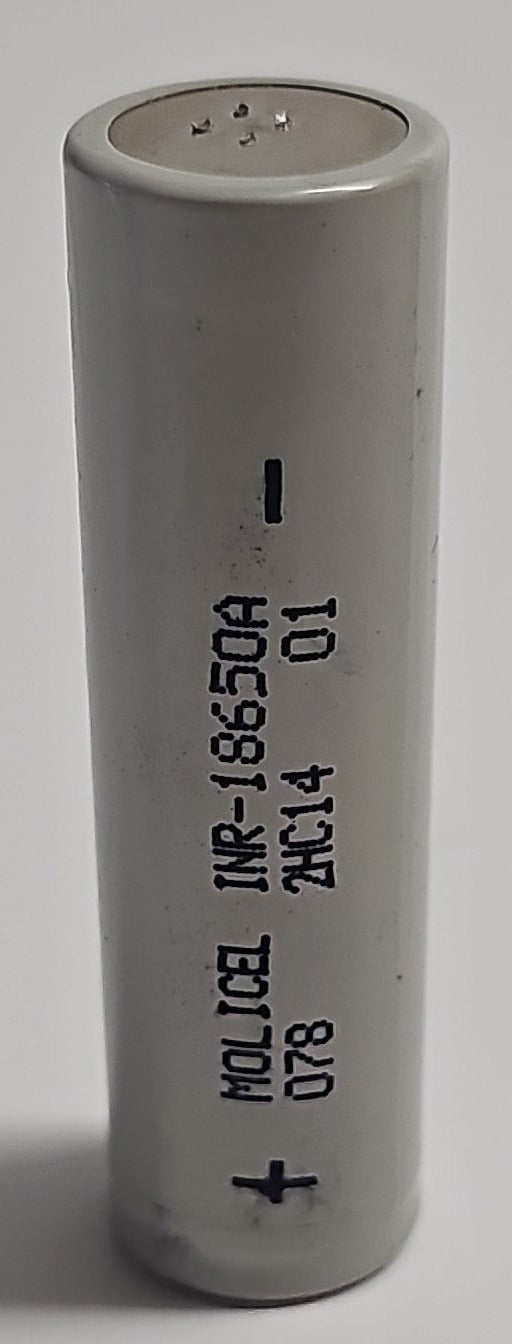 + MOLICEL INR-18650A -
078 2HC14 01